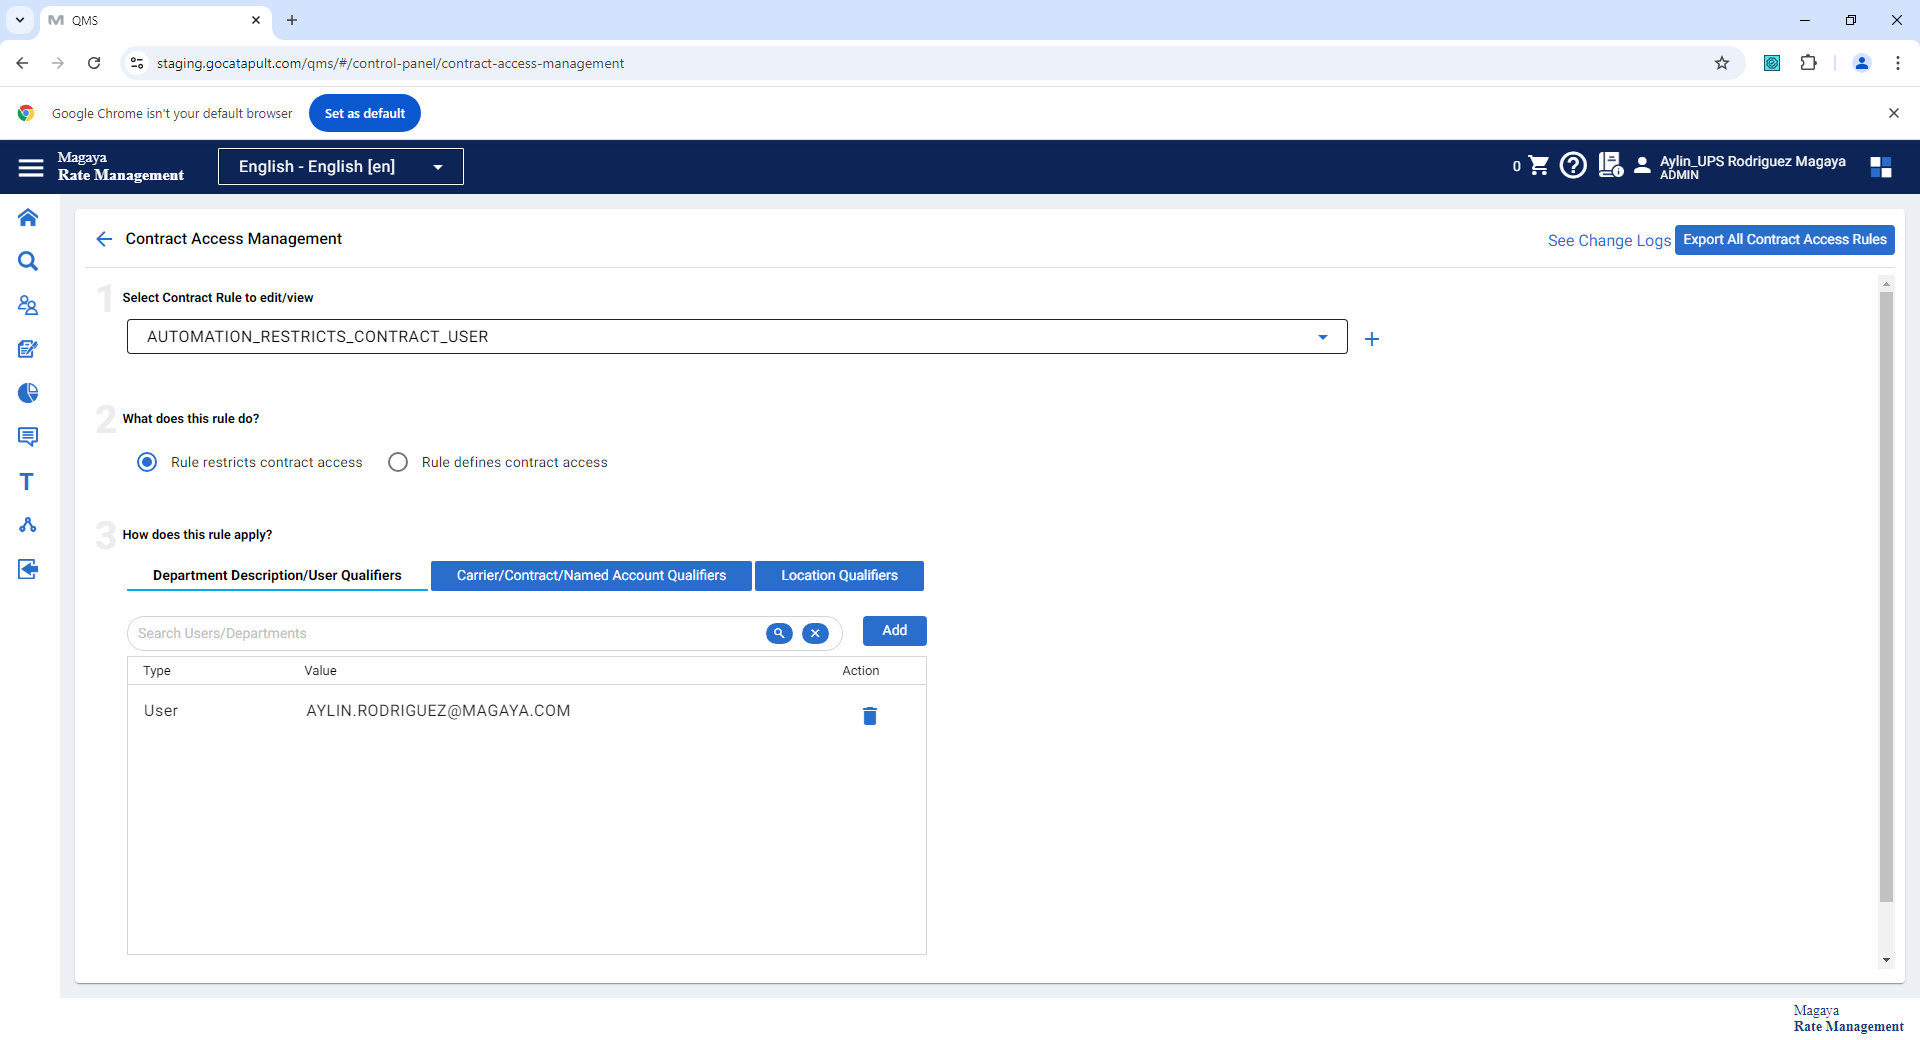 QMS
staging.gocatapult.com/qms/#/control-panel/contract-access-management
Google Chrome isn't your default browser
Set as default
Magaya
Rate Management
English - English [en]
0
Aylin_UPS Rodriguez Magaya
ADMIN
Contract Access Management
See Change Logs
Export All Contract Access Rules
1 Select Contract Rule to edit/view
AUTOMATION_RESTRICTS_CONTRACT_USER
2 What does this rule do?
Rule restricts contract access
Rule defines contract access
3 How does this rule apply?
Department Description/User Qualifiers
Carrier/Contract/Named Account Qualifiers
Location Qualifiers
Search Users/Departments
Add
Type Value Action
User AYLIN.RODRIGUEZ@MAGAYA.COM
Magaya
Rate Management